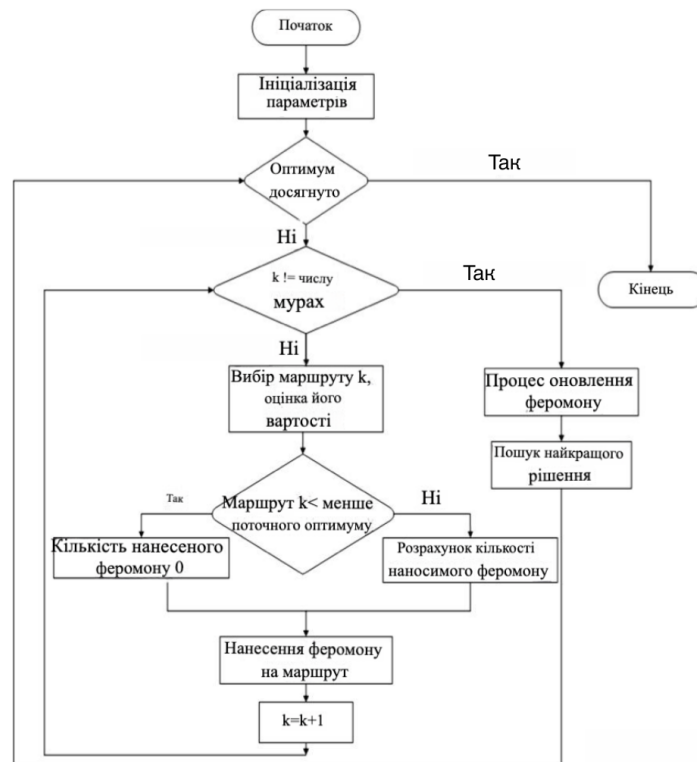 Початок
Ініціалізація
параметрів
Оптимум
досягнуто
Так
Ні
k != числу
мурах
Так
Кінець
Ні
Вибір маршруту k,
оцінка його
вартості
Процес оновлення
феромону
Пошук найкращого
рішення
Так
Маршрут k< менше
поточного оптимуму
Ні
Кількість нанесеного
феромону 0
Розрахунок кількості
наносимого феромону
Нанесення феромону
на маршрут
k=k+1